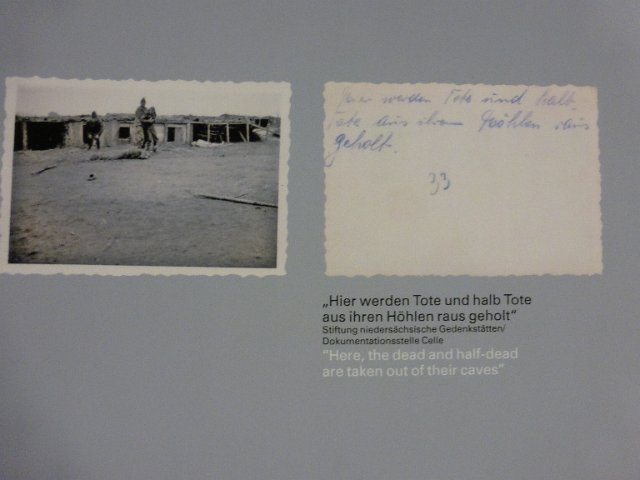 Hier werden Tote und halb
Tote aus ihren Höhlen raus
geholt.
33
„Hier werden Tote und halb Tote
aus ihren Höhlen raus geholt“
Stiftung niedersächsische Gedenkstätten/
Dokumentationsstelle Celle
"Here, the dead and half-dead
are taken out of their caves"